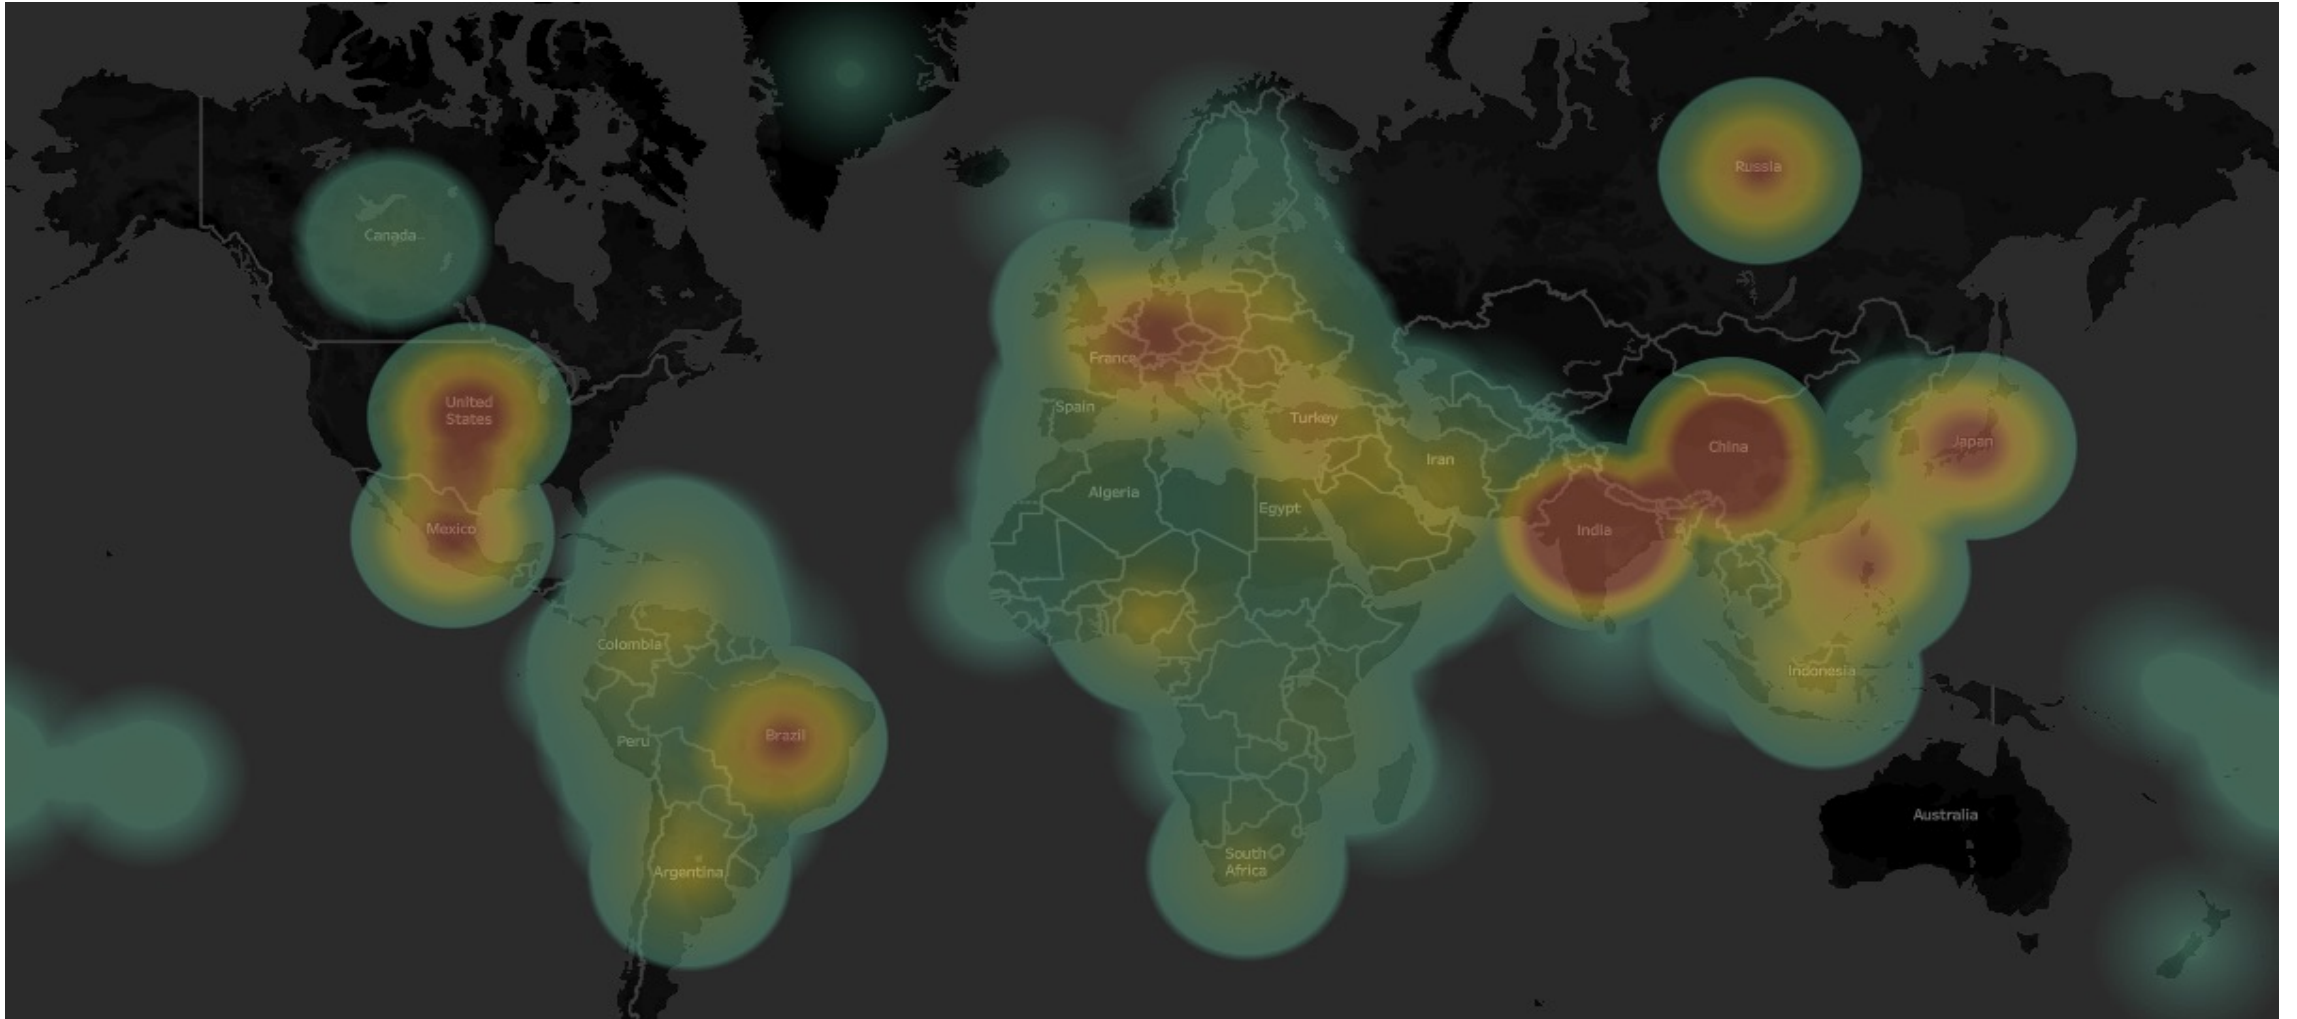 Russia
Canada
United
States
France
Spain
Turkey
Japan
China
Iran
Algeria
Egypt
Mexico
India
Colombia
Indonesia
Peru
Brazil
Australia
South
Africa
Argentina